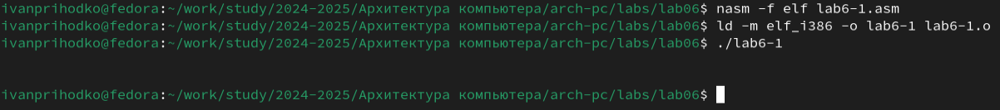 ivanprihodko@fedora:~/work/study/2024-2025/Архитектура компьютера/arch-pc/labs/lab06$ nasm -f elf lab6-1.asm
ivanprihodko@fedora:~/work/study/2024-2025/Архитектура компьютера/arch-pc/labs/lab06$ ld -m elf_i386 -o lab6-1 lab6-1.o
ivanprihodko@fedora:~/work/study/2024-2025/Архитектура компьютера/arch-pc/labs/lab06$ ./lab6-1
ivanprihodko@fedora:~/work/study/2024-2025/Архитектура компьютера/arch-pc/labs/lab06$